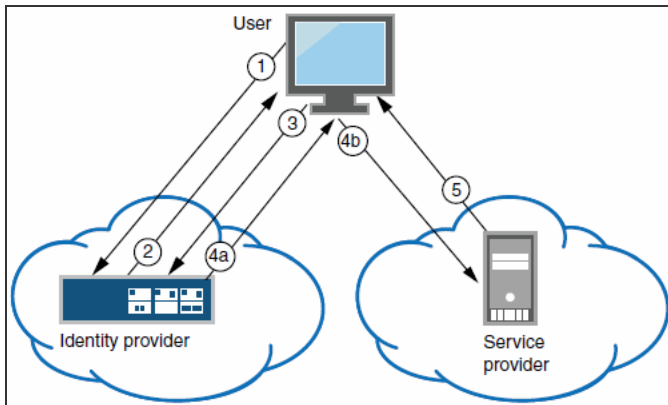 User
1
3
4b
5
2
4a
Identity provider
Service
provider